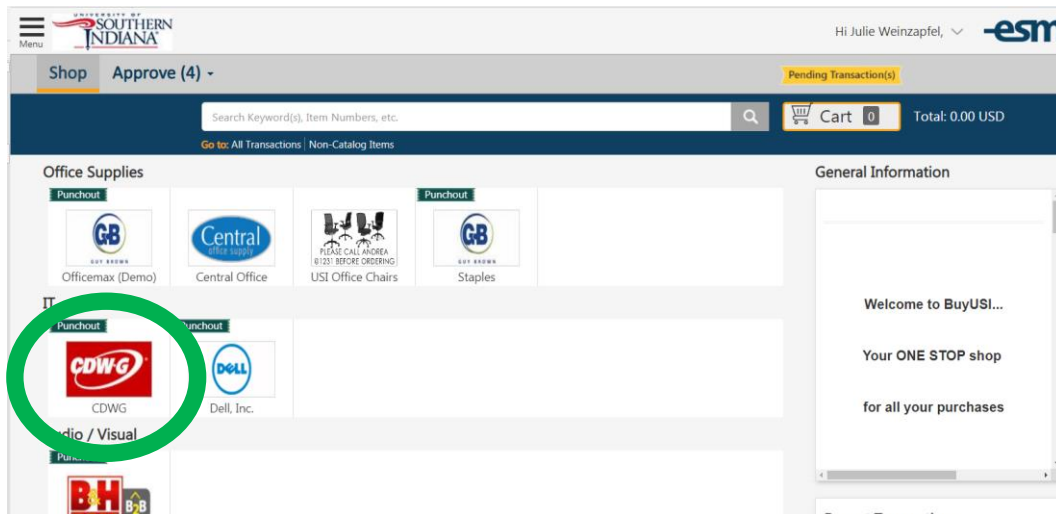 Menu
UNIVERSITY OF
SOUTHERN
INDIANA
Hi Julie Weinzapfel,
esm
Shop
Approve (4)
Pending Transaction(s)
Search Keyword(s), Item Numbers, etc.
Cart 0
Total: 0.00 USD
Go to: All Transactions | Non-Catalog Items
Office Supplies
General Information
Punchout
Punchout
GB
GUY BROWN
Central
office supply
PLEASE CALL ANDREA
@1231 BEFORE ORDERING
GB
GUY BROWN
Officemax (Demo)
Central Office
USI Office Chairs
Staples
IT
Punchout
Punchout
CDW·G
DELL
CDWG
Dell, Inc.
Welcome to BuyUSI...
Your ONE STOP shop
for all your purchases
/ Visual
B&H B2B